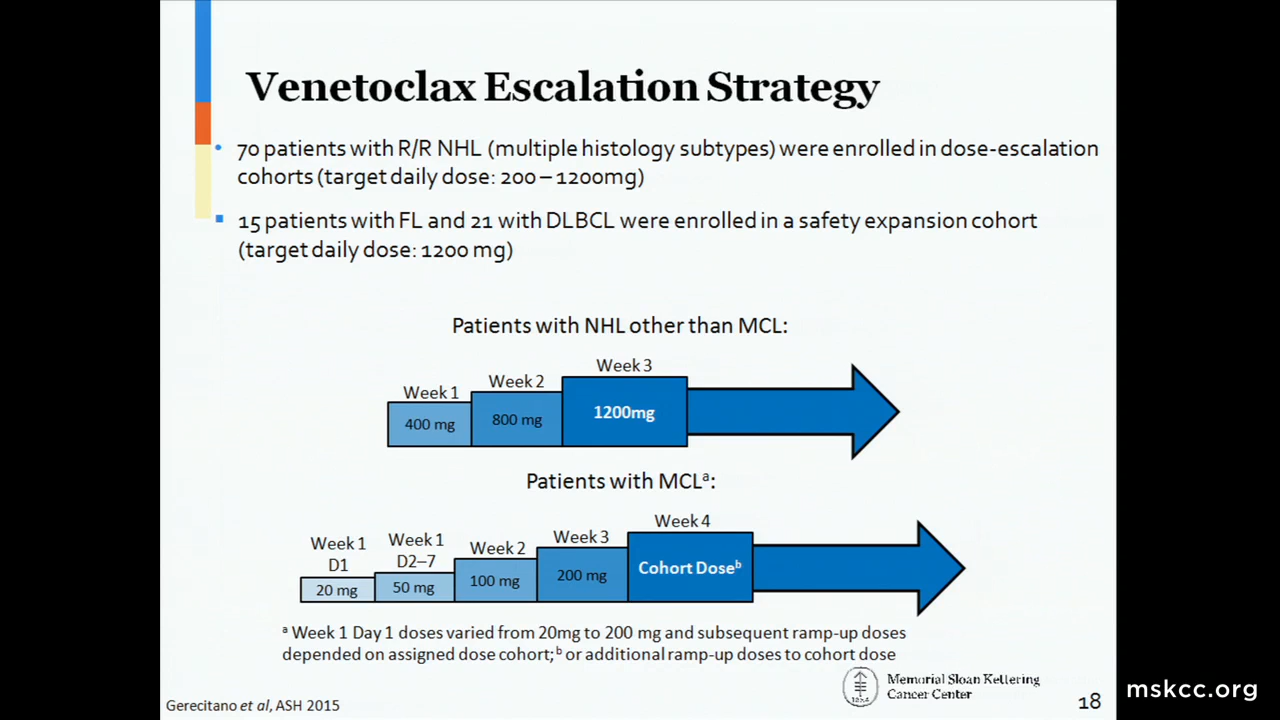 Venetoclax Escalation Strategy
• 70 patients with R/R NHL (multiple histology subtypes) were enrolled in dose-escalation
cohorts (target daily dose: 200 – 1200mg)
▪ 15 patients with FL and 21 with DLBCL were enrolled in a safety expansion cohort
(target daily dose: 1200 mg)
Patients with NHL other than MCL:
Week 1
400 mg
Week 2
800 mg
Week 3
1200mg
Patients with MCLᵃ:
Week 1
D1
20 mg
Week 1
D2–7
50 mg
Week 2
100 mg
Week 3
200 mg
Week 4
Cohort Doseᵇ
ᵃ Week 1 Day 1 doses varied from 20mg to 200 mg and subsequent ramp-up doses
depended on assigned dose cohort; ᵇ or additional ramp-up doses to cohort dose
Memorial Sloan Kettering
Cancer Center
Gerecitano et al, ASH 2015
18
mskcc.org